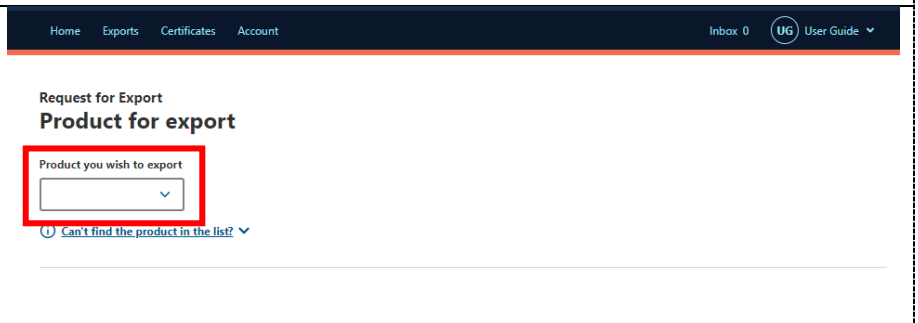 Home Exports Certificates Account Inbox 0 UG User Guide
Request for Export
Product for export
Product you wish to export
Can't find the product in the list?